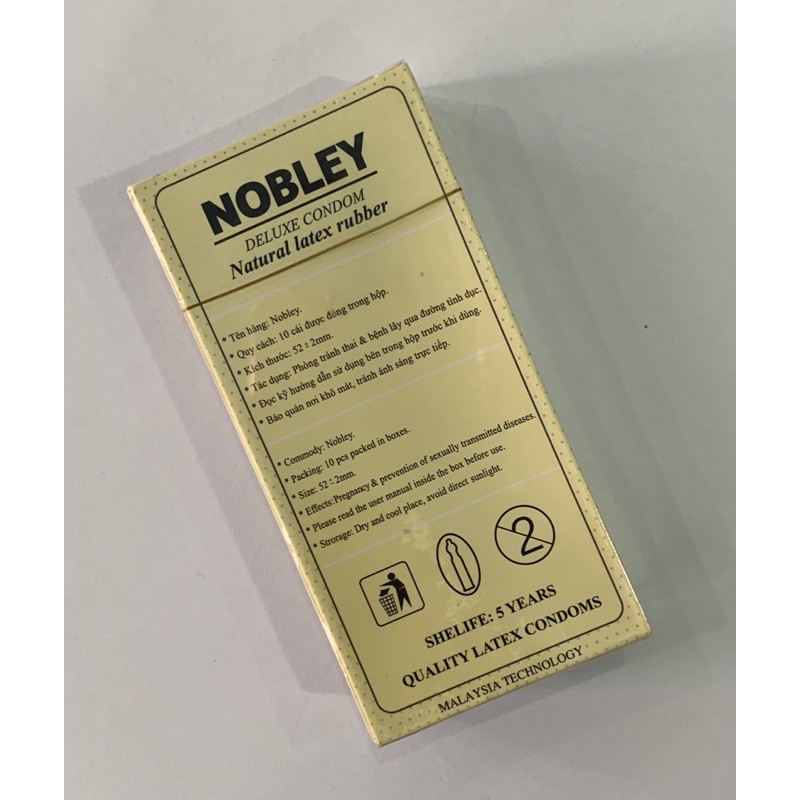 NOBLEY
DELUXE CONDOM
Natural latex rubber
* Tên hàng: Nobley.
* Quy cách: 10 cái được đóng trong hộp.
* Kích thước: 52 ± 2mm.
* Tác dụng: Phòng tránh thai & bệnh lây qua đường tình dục.
* Đọc kỹ hướng dẫn sử dụng bên trong hộp trước khi dùng.
* Bảo quản nơi khô mát, tránh ánh sáng trực tiếp.
* Commody: Nobley.
* Packing: 10 pcs packed in boxes.
* Size: 52 ± 2mm.
* Effects:Pregnancy & prevention of sexually transmitted diseases.
* Please read the user manual inside the box before use.
* Strorage: Dry and cool place, avoid direct sunlight.
2
SHELIFE: 5 YEARS
QUALITY LATEX CONDOMS
MALAYSIA TECHNOLOGY